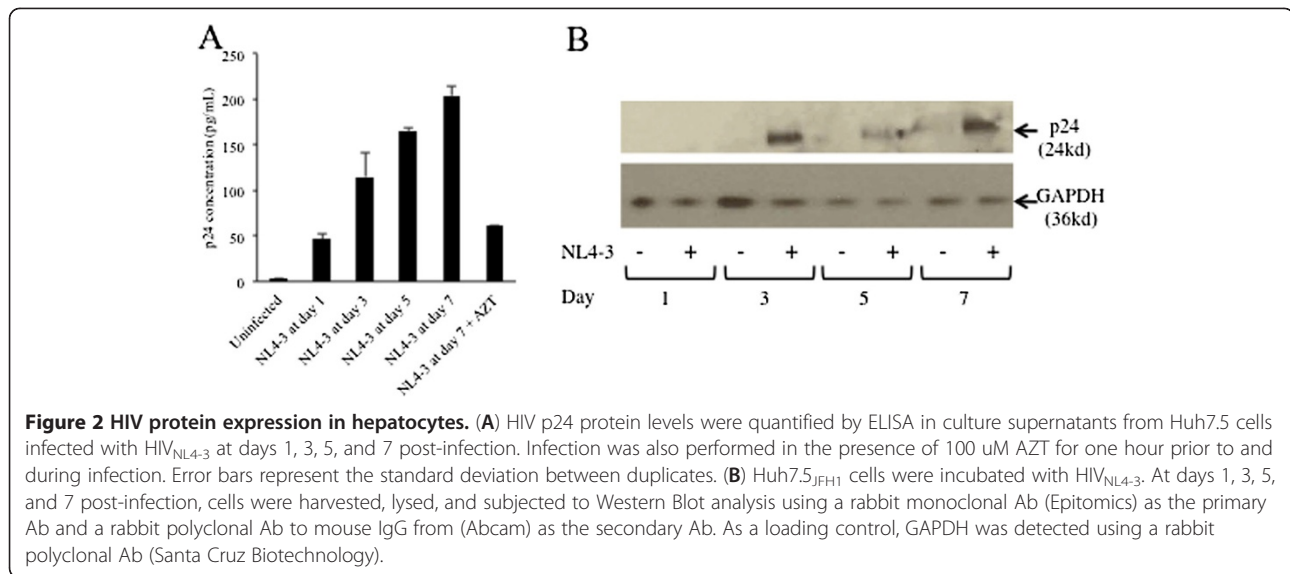 A
B
250
200
150
100
50
0
p24 concentration (pg/mL)
Uninfected
NL4-3 at day 1
NL4-3 at day 3
NL4-3 at day 5
NL4-3 at day 7
NL4-3 at day 7 + AZT
p24
(24kd)
GAPDH
(36kd)
NL4-3 - + - + - + - +
Day 1 3 5 7
Figure 2 HIV protein expression in hepatocytes. (A) HIV p24 protein levels were quantified by ELISA in culture supernatants from Huh7.5 cells
infected with HIVNL4-3 at days 1, 3, 5, and 7 post-infection. Infection was also performed in the presence of 100 uM AZT for one hour prior to and
during infection. Error bars represent the standard deviation between duplicates. (B) Huh7.5JFH1 cells were incubated with HIVNL4-3. At days 1, 3, 5,
and 7 post-infection, cells were harvested, lysed, and subjected to Western Blot analysis using a rabbit monoclonal Ab (Epitomics) as the primary
Ab and a rabbit polyclonal Ab to mouse IgG from (Abcam) as the secondary Ab. As a loading control, GAPDH was detected using a rabbit
polyclonal Ab (Santa Cruz Biotechnology).